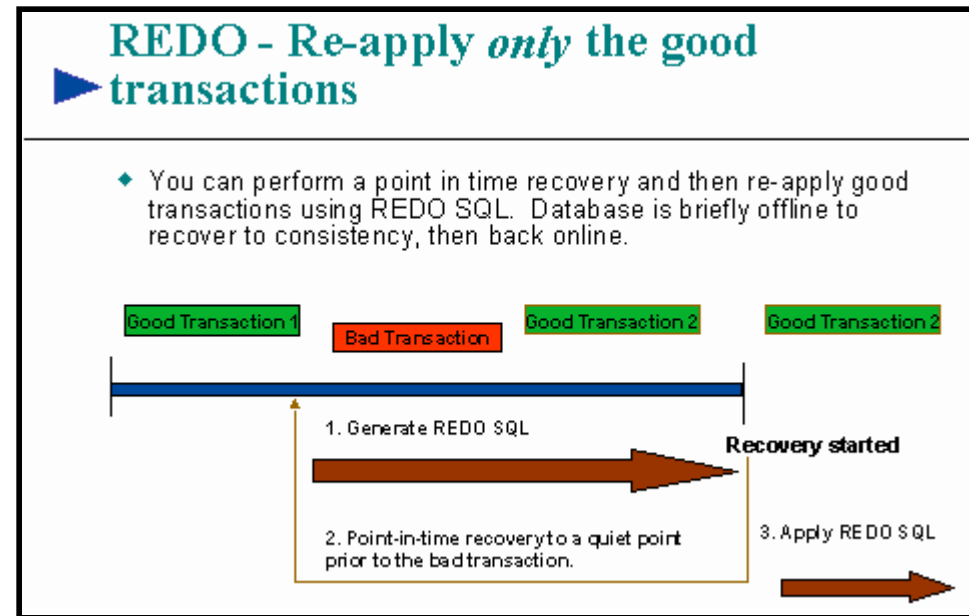 REDO - Re-apply only the good
transactions
You can perform a point in time recovery and then re-apply good
transactions using REDO SQL. Database is briefly offline to
recover to consistency, then back online.
Good Transaction 1
Bad Transaction
Good Transaction 2
Good Transaction 2
1. Generate REDO SQL
Recovery started
2. Point-in-time recovery to a quiet point
prior to the bad transaction.
3. Apply REDO SQL